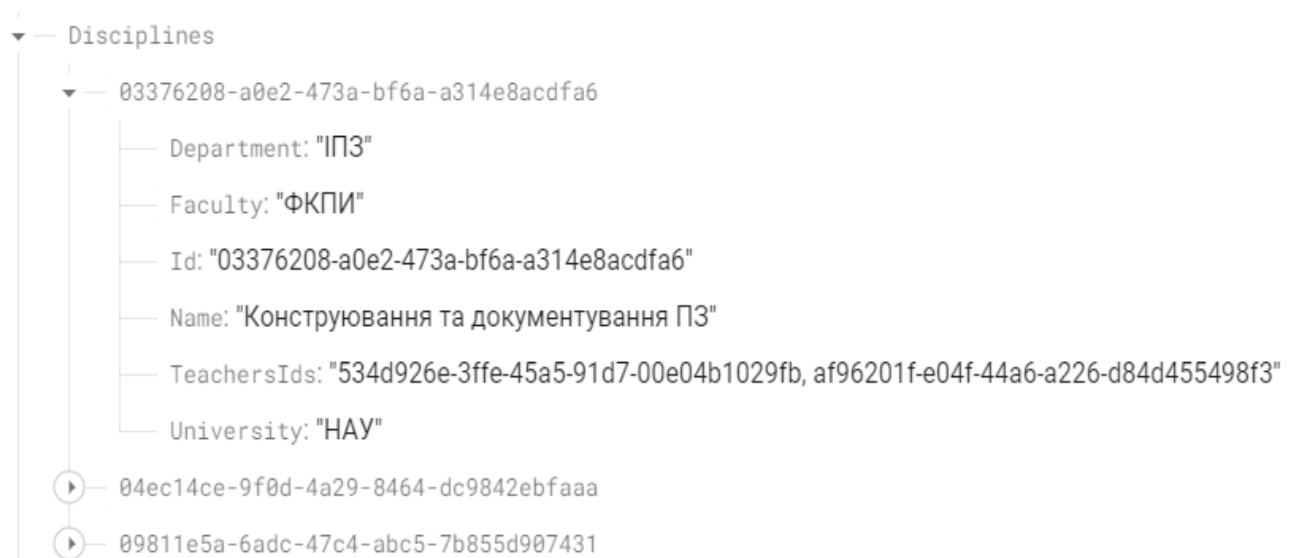 Disciplines
03376208-a0e2-473a-bf6a-a314e8acdfa6
Department: "ІПЗ"
Faculty: "ФКПИ"
Id: "03376208-a0e2-473a-bf6a-a314e8acdfa6"
Name: "Конструювання та документування ПЗ"
TeachersIds: "534d926e-3ffe-45a5-91d7-00e04b1029fb, af96201f-e04f-44a6-a226-d84d455498f3"
University: "НАУ"
04ec14ce-9f0d-4a29-8464-dc9842ebfaaa
09811e5a-6adc-47c4-abc5-7b855d907431